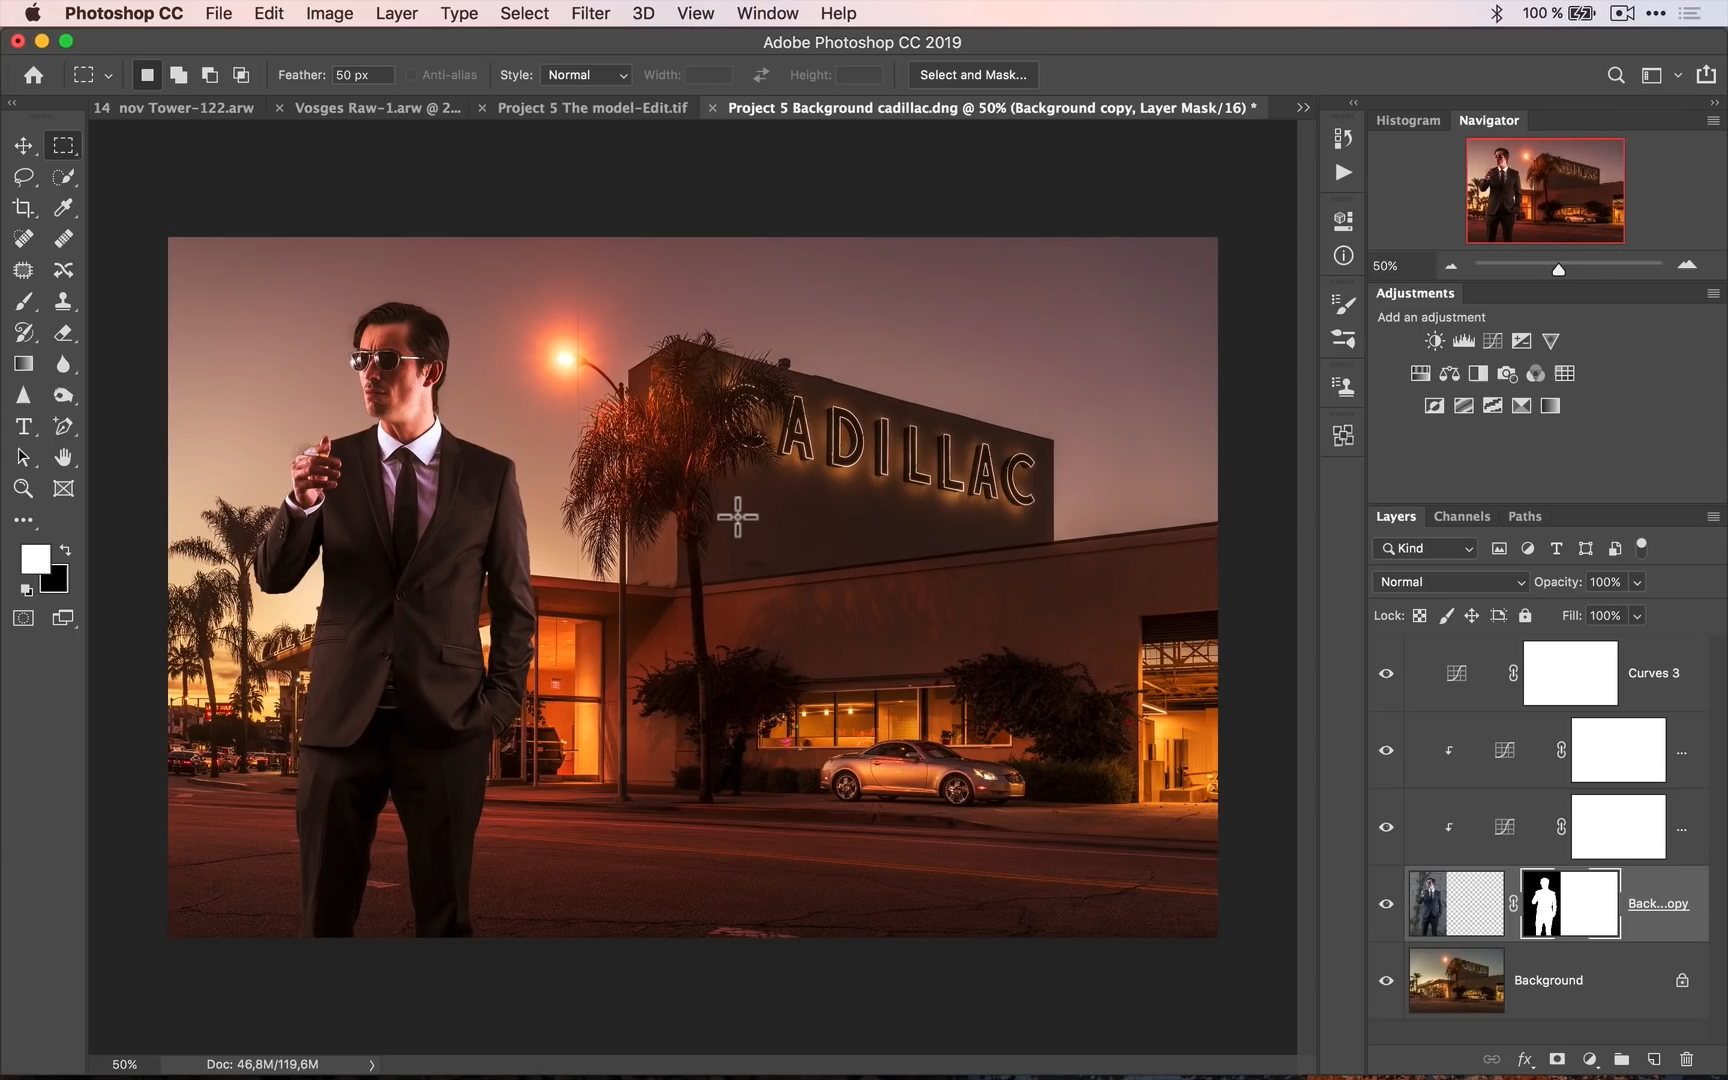 Photoshop CC File Edit Image Layer Type Select Filter 3D View Window Help 100 %
Adobe Photoshop CC 2019
Feather: 50 px Anti-alias Style: Normal Width: Height: Select and Mask...
14 nov Tower-122.arw × Vosges Raw-1.arw @ 2... × Project 5 The model-Edit.tif × Project 5 Background cadillac.dng @ 50% (Background copy, Layer Mask/16) *
Histogram Navigator
50%
Adjustments
Add an adjustment
CADILLAC
Layers Channels Paths
Kind
Normal Opacity: 100%
Lock: Fill: 100%
Curves 3
...
...
Back...opy
Background
50% Doc: 46,8M/119,6M
fx